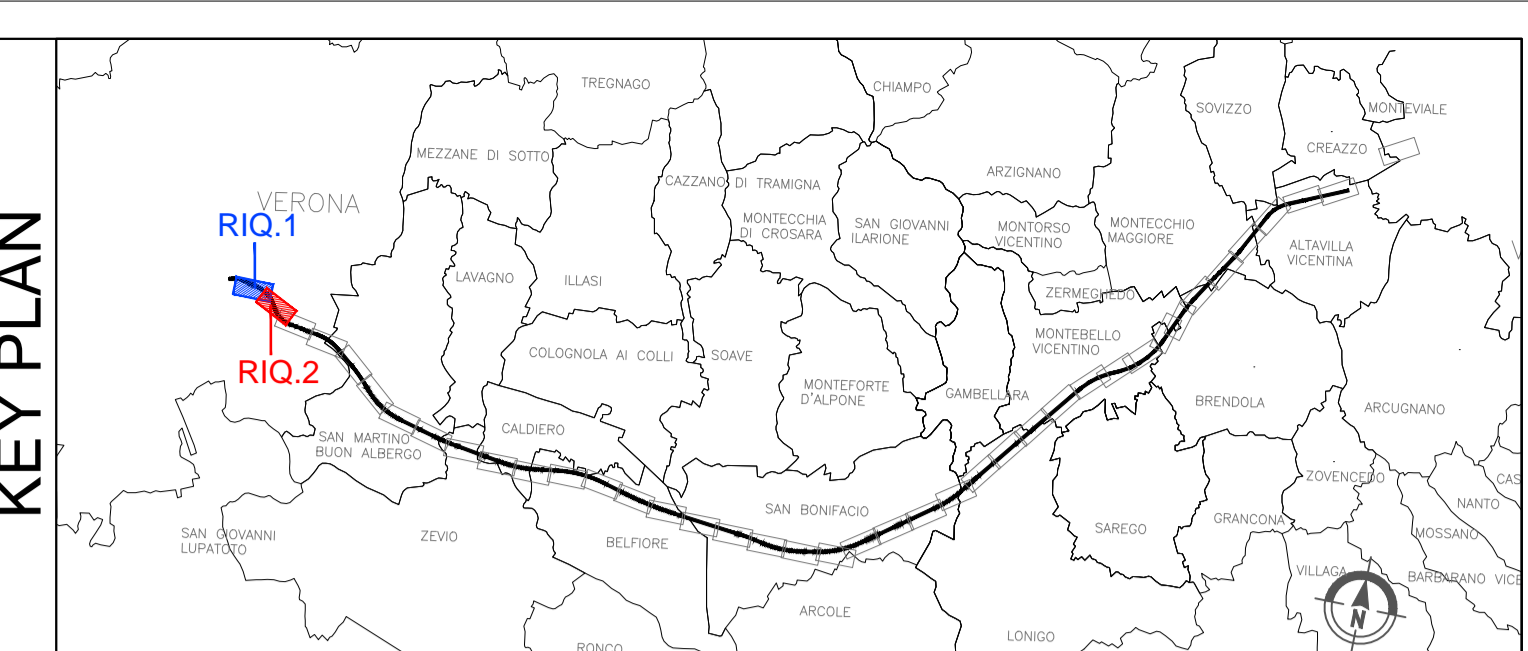 KEY PLAN
TREGNAGO
CHIAMPO
SOVIZZO
MONTEVIALE
MEZZANE DI SOTTO
CREAZZO
ARZIGNANO
CAZZANO DI TRAMIGNA
VERONA
RIQ.1
MONTECCHIA
DI CROSARA
SAN GIOVANNI
ILARIONE
MONTORSO
VICENTINO
MONTECCHIO
MAGGIORE
ALTAVILLA
VICENTINA
LAVAGNO
ILLASI
ZERMEGHEDO
MONTEBELLO
VICENTINO
COLOGNOLA AI COLLI
SOAVE
RIQ.2
MONTEFORTE
D'ALPONE
GAMBELLARA
BRENDOLA
ARCUGNANO
CALDIERO
SAN MARTINO
BUON ALBERGO
ZOVENCEDO
CAS
NANTO
SAN BONIFACIO
GRANCONA
SAREGO
MOSSANO
SAN GIOVANNI
LUPATOTO
ZEVIO
BELFIORE
VILLAGA
BARBARANO VICE
ARCOLE
N
LONIGO
RONCO